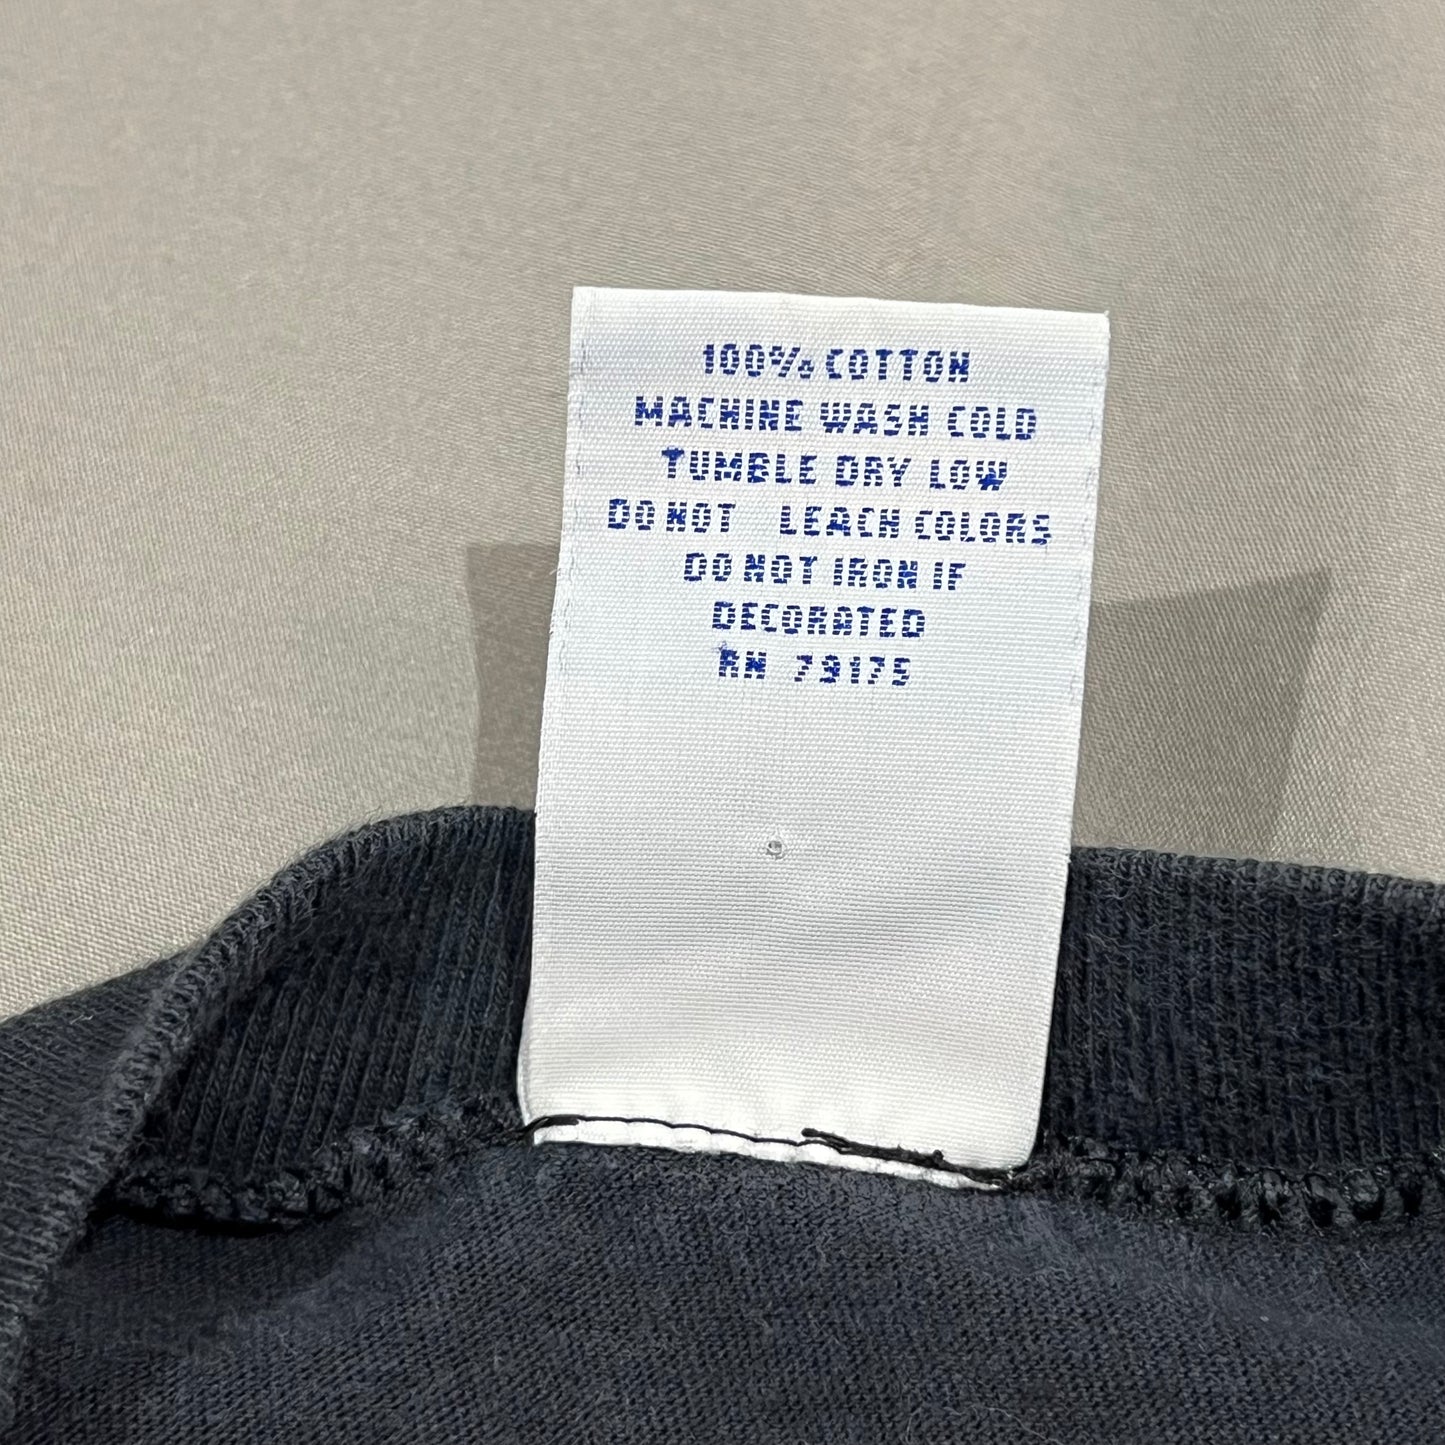 100% COTTON
MACHINE WASH COLD
TUMBLE DRY LOW
DO NOT LEACH COLORS
DO NOT IRON IF
DECORATED
RN 79175